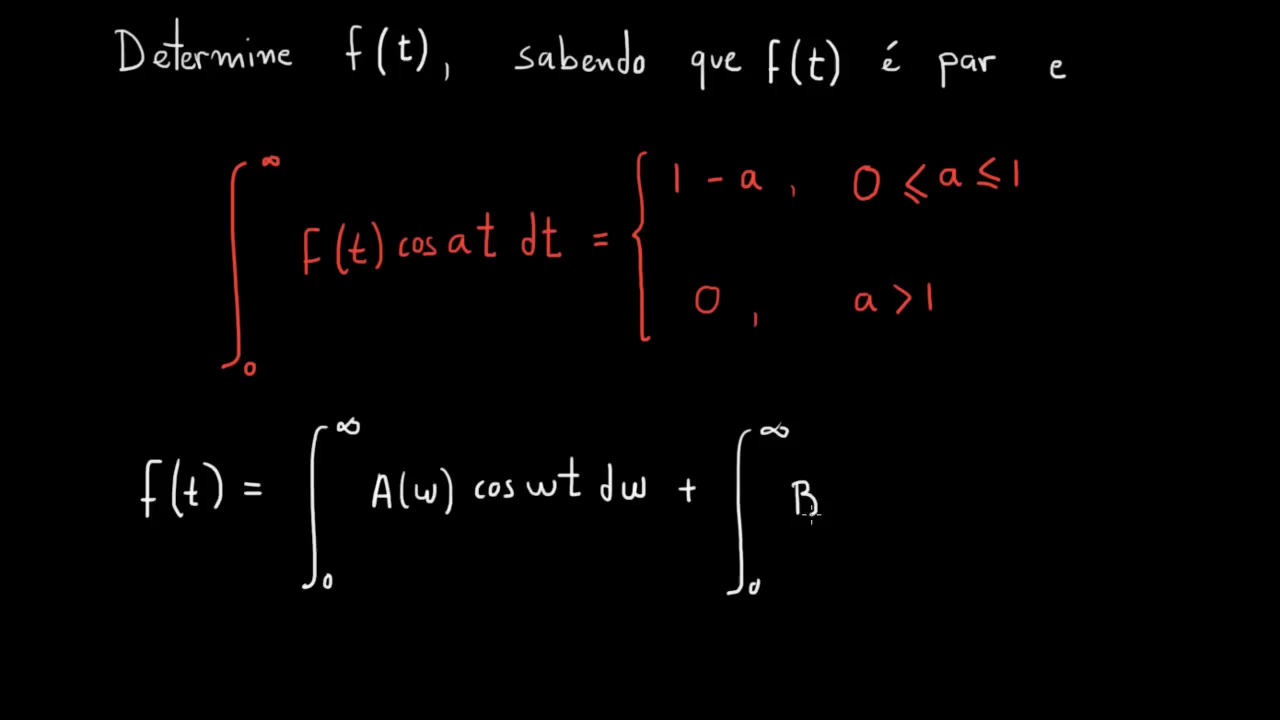 Determine f(t), sabendo que f(t) é par e
∫₀^∞ f(t) cos at dt = { 1 - a, 0 ≤ a ≤ 1
0, a > 1
f(t) = ∫₀^∞ A(w) cos wt dw + ∫₀^∞ B